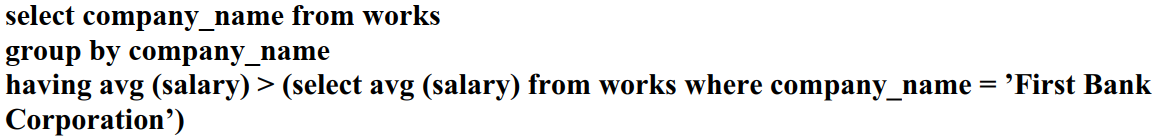 select company_name from works
group by company_name
having avg (salary) > (select avg (salary) from works where company_name = ’First Bank
Corporation’)